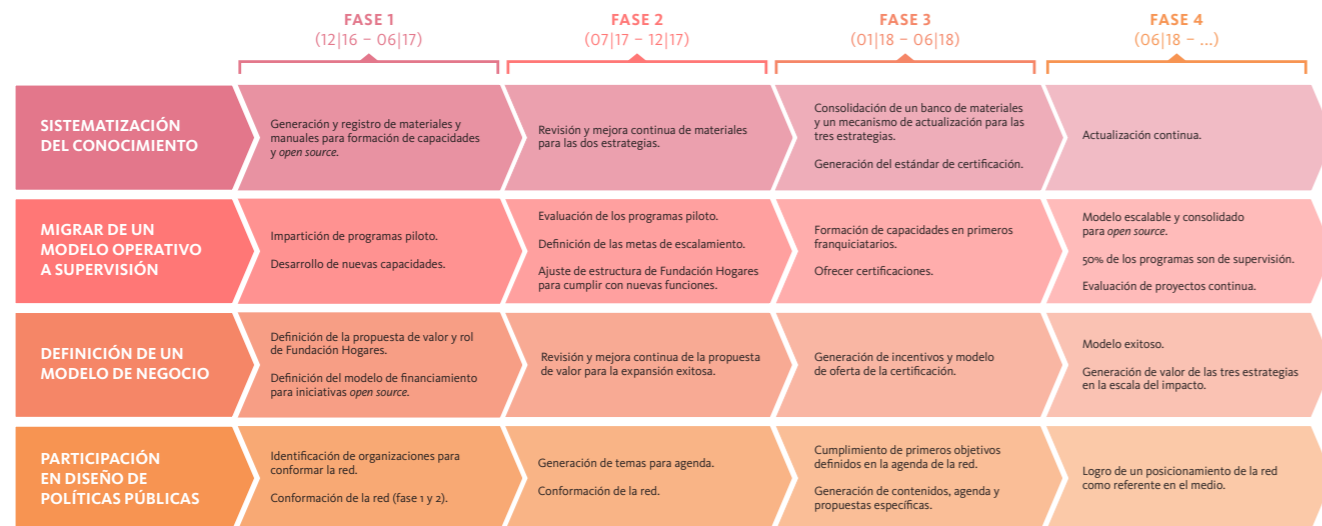 FASE 1
(12|16 – 06|17)
FASE 2
(07|17 – 12|17)
FASE 3
(01|18 – 06|18)
FASE 4
(06|18 – ...)
SISTEMATIZACIÓN
DEL CONOCIMIENTO
Generación y registro de materiales y
manuales para formación de capacidades
y open source.
Revisión y mejora continua de materiales
para las dos estrategias.
Consolidación de un banco de materiales
y un mecanismo de actualización para las
tres estrategias.
Generación del estándar de certificación.
Actualización continua.
MIGRAR DE UN
MODELO OPERATIVO
A SUPERVISIÓN
Impartición de programas piloto.
Desarrollo de nuevas capacidades.
Evaluación de los programas piloto.
Definición de las metas de escalamiento.
Ajuste de estructura de Fundación Hogares
para cumplir con nuevas funciones.
Formación de capacidades en primeros
franquiciatarios.
Ofrecer certificaciones.
Modelo escalable y consolidado
para open source.
50% de los programas son de supervisión.
Evaluación de proyectos continua.
DEFINICIÓN DE UN
MODELO DE NEGOCIO
Definición de la propuesta de valor y rol
de Fundación Hogares.
Definición del modelo de financiamiento
para iniciativas open source.
Revisión y mejora continua de la propuesta
de valor para la expansión exitosa.
Generación de incentivos y modelo
de oferta de la certificación.
Modelo exitoso.
Generación de valor de las tres estrategias
en la escala del impacto.
PARTICIPACIÓN
EN DISEÑO DE
POLÍTICAS PÚBLICAS
Identificación de organizaciones para
conformar la red.
Conformación de la red (fase 1 y 2).
Generación de temas para agenda.
Conformación de la red.
Cumplimiento de primeros objetivos
definidos en la agenda de la red.
Generación de contenidos, agenda y
propuestas específicas.
Logro de un posicionamiento de la red
como referente en el medio.